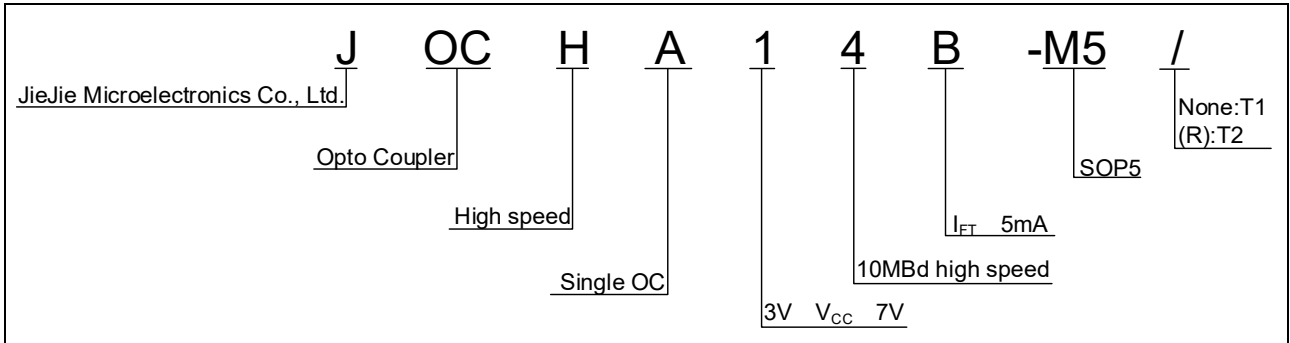 J OC H A 1 4 B -M5 /
JieJie Microelectronics Co., Ltd.
None:T1
(R):T2
Opto Coupler
SOP5
High speed
IFT 5mA
Single OC
10MBd high speed
3V VCC 7V